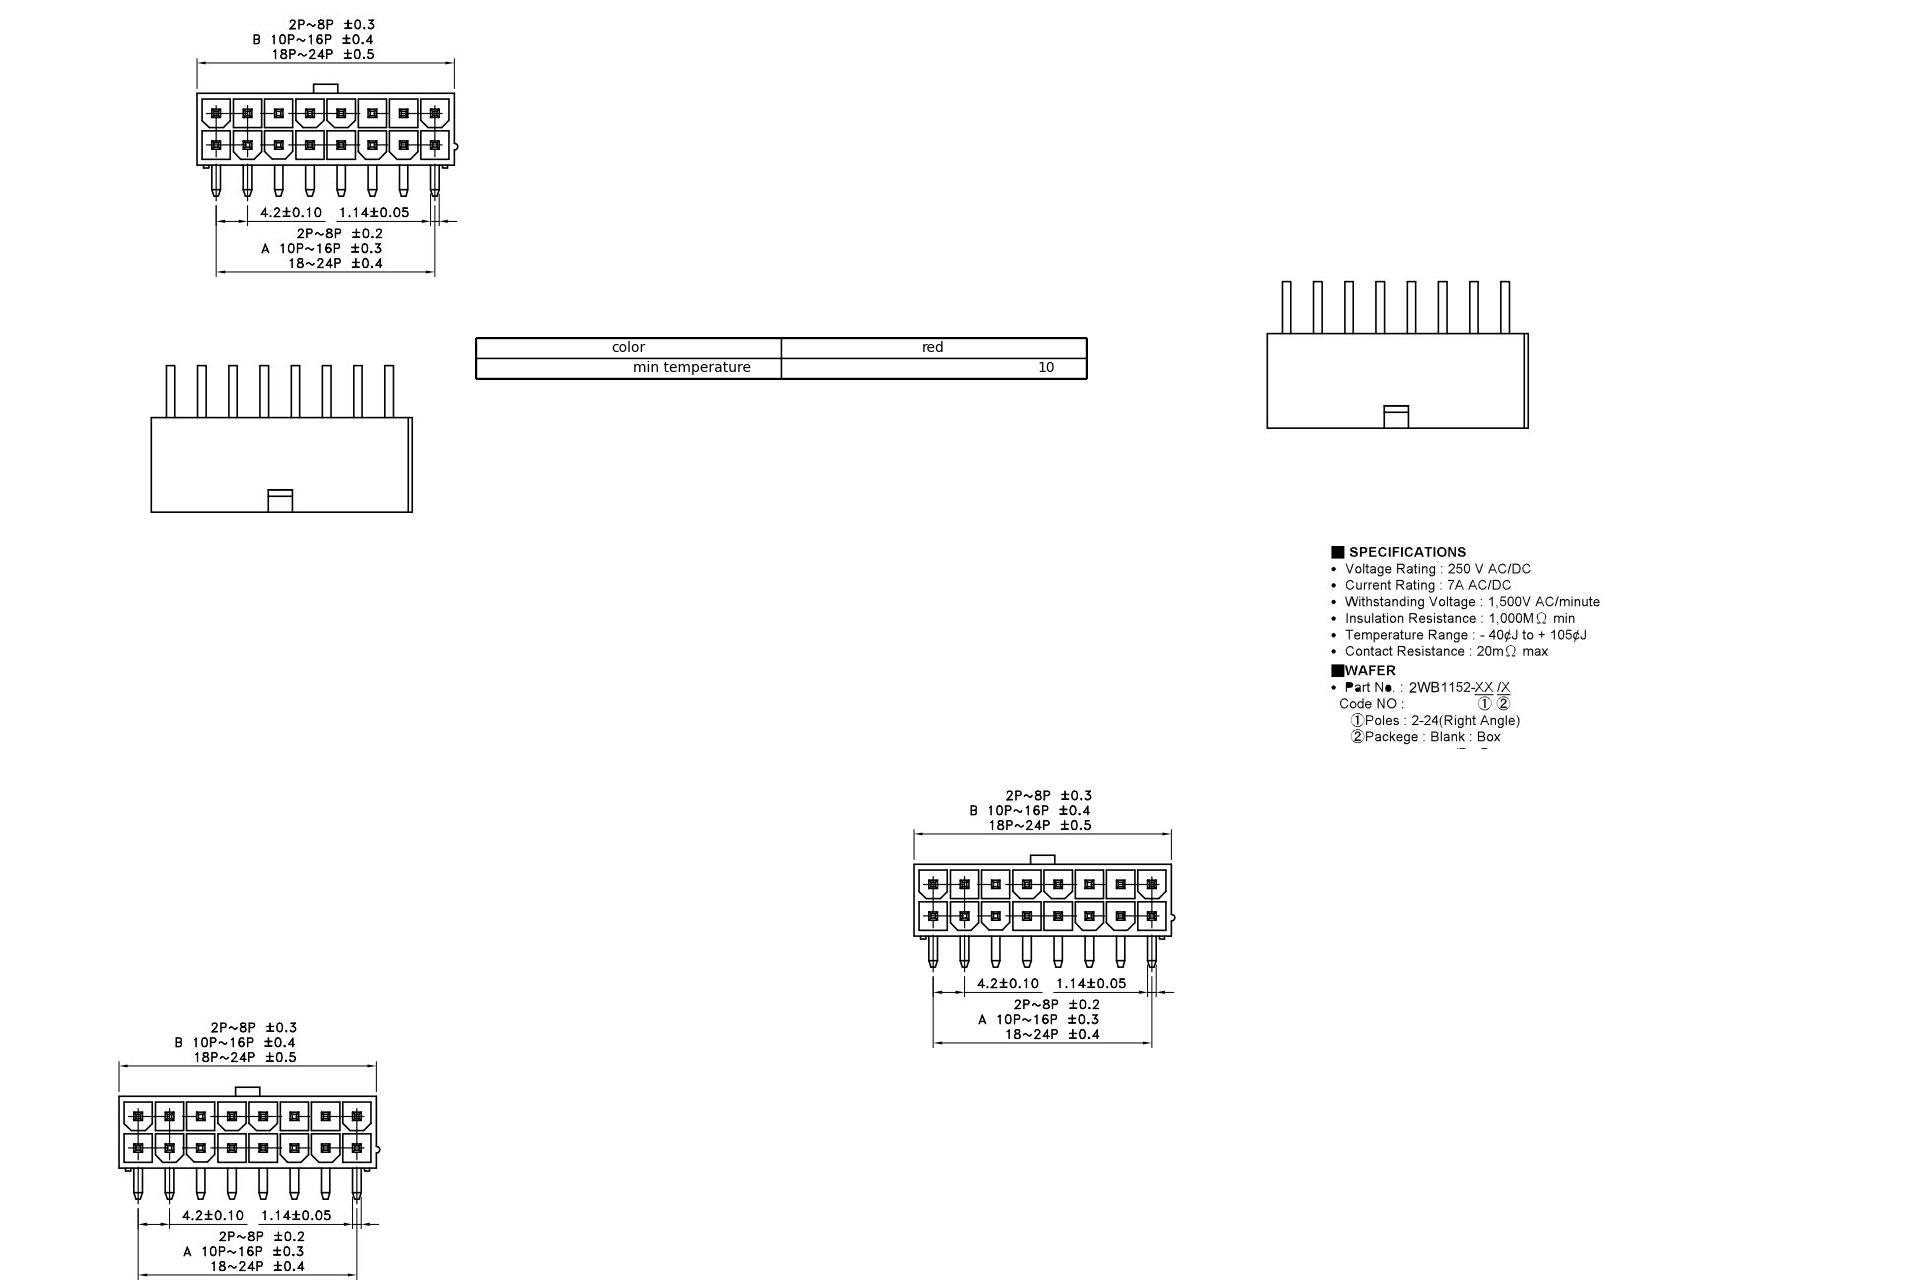 2P~8P ±0.3
B 10P~16P ±0.4
18P~24P ±0.5
4.2±0.10 1.14±0.05
2P~8P ±0.2
A 10P~16P ±0.3
18~24P ±0.4
color red
min temperature 10
■ SPECIFICATIONS
• Voltage Rating : 250 V AC/DC
• Current Rating : 7A AC/DC
• Withstanding Voltage : 1,500V AC/minute
• Insulation Resistance : 1,000MΩ min
• Temperature Range : - 40¢J to + 105¢J
• Contact Resistance : 20mΩ max
■WAFER
• Part No. : 2WB1152-XX /X
Code NO : ① ②
①Poles : 2-24(Right Angle)
②Packege : Blank : Box
2P~8P ±0.3
B 10P~16P ±0.4
18P~24P ±0.5
4.2±0.10 1.14±0.05
2P~8P ±0.2
A 10P~16P ±0.3
18~24P ±0.4
2P~8P ±0.3
B 10P~16P ±0.4
18P~24P ±0.5
4.2±0.10 1.14±0.05
2P~8P ±0.2
A 10P~16P ±0.3
18~24P ±0.4